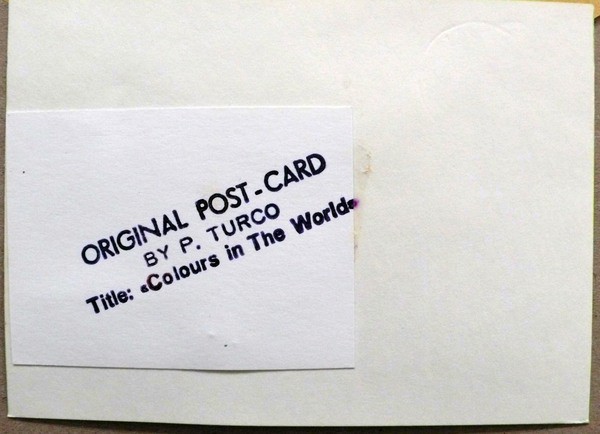 ORIGINAL POST-CARD
BY P. TURCO
Title: «Colours in The World»